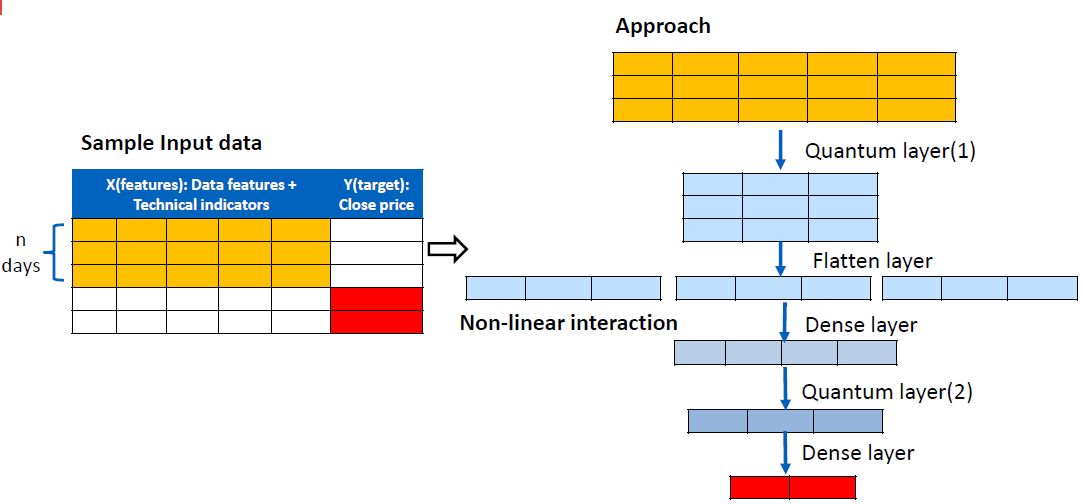 Approach
Quantum layer(1)
Sample Input data
X(features): Data features +
Technical indicators
Y(target):
Close price
n
days
Flatten layer
Non-linear interaction
Dense layer
Quantum layer(2)
Dense layer